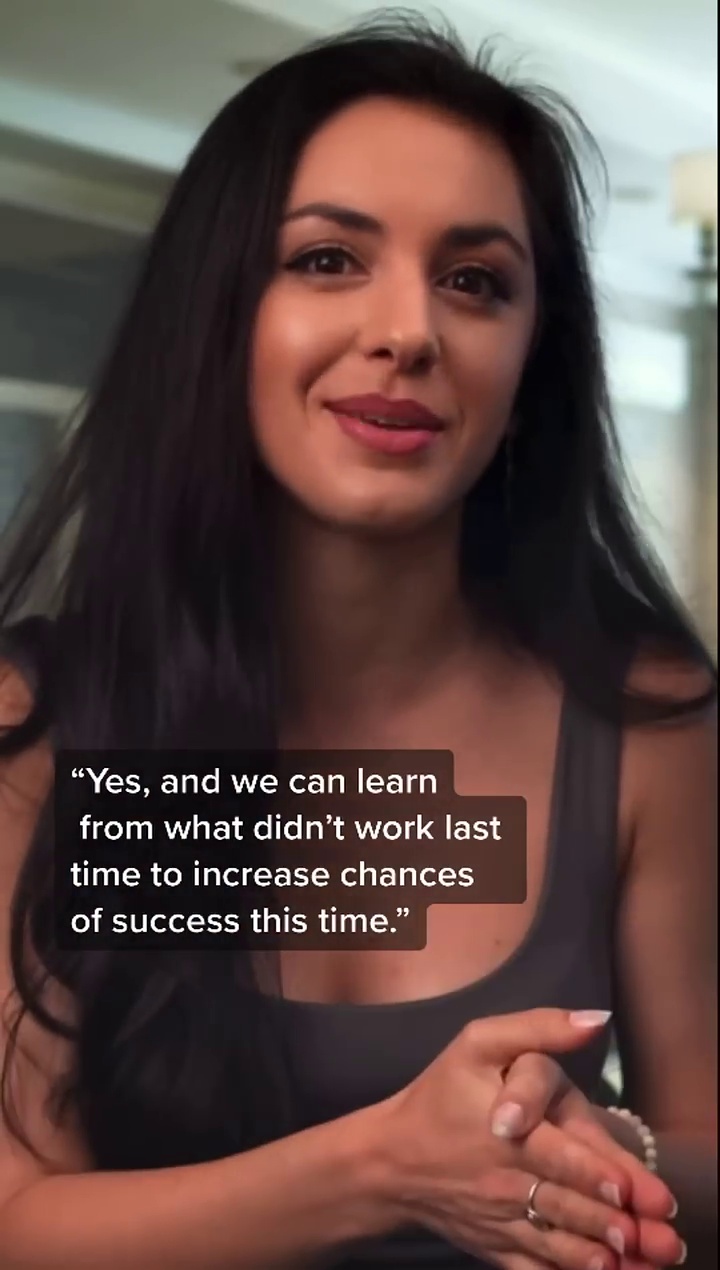 “Yes, and we can learn
from what didn’t work last
time to increase chances
of success this time.”